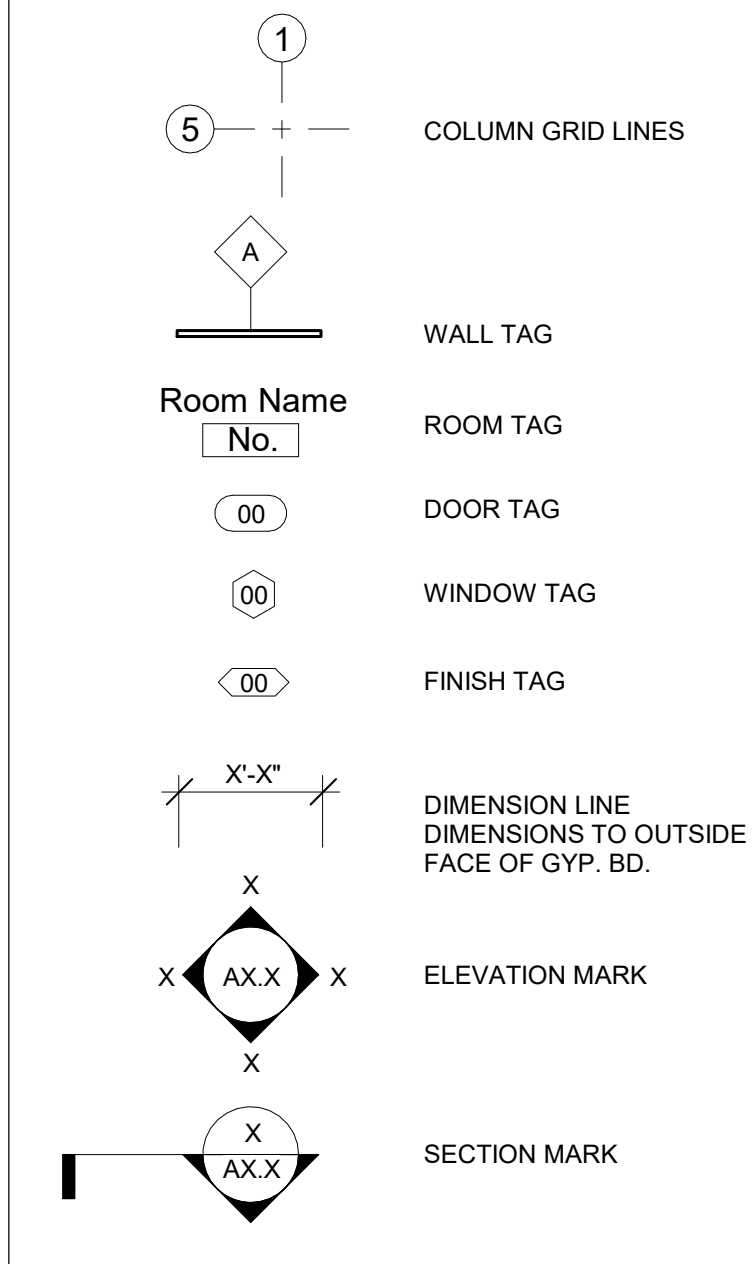 1
5
COLUMN GRID LINES
A
WALL TAG
Room Name
No.
ROOM TAG
00
DOOR TAG
00
WINDOW TAG
00
FINISH TAG
X'-X"
DIMENSION LINE
DIMENSIONS TO OUTSIDE
FACE OF GYP. BD.
X
X AX.X X
ELEVATION MARK
X
X
AX.X
SECTION MARK